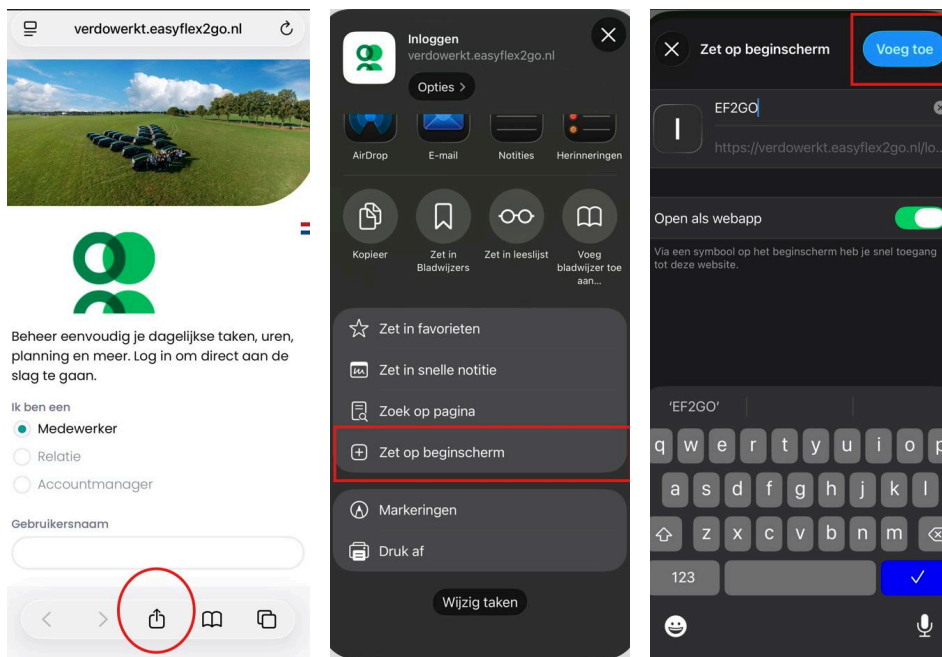 verdowerkt.easyflex2go.nl
Beheer eenvoudig je dagelijkse taken, uren,
planning en meer. Log in om direct aan de
slag te gaan.
Ik ben een
Medewerker
Relatie
Accountmanager
Gebruikersnaam
Inloggen
verdowerkt.easyflex2go.nl
Opties >
AirDrop
E-mail
Notities
Herinneringen
Kopieer
Zet in
Bladwijzers
Zet in leeslijst
Voeg
bladwijzer toe
aan...
Zet in favorieten
Zet in snelle notitie
Zoek op pagina
Zet op beginscherm
Markeringen
Druk af
Wijzig taken
Zet op beginscherm
Voeg toe
I
EF2GO
https://verdowerkt.easyflex2go.nl/lo...
Open als webapp
Via een symbool op het beginscherm heb je snel toegang
tot deze website.
'EF2GO'
q w e r t y u i o p
a s d f g h j k l
z x c v b n m
123